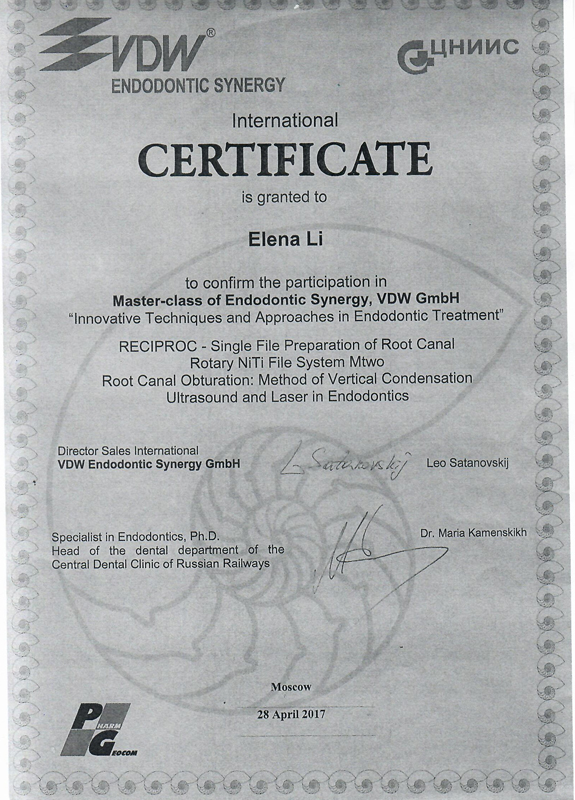 VDW®
ENDODONTIC SYNERGY
ЦНИИС
International
CERTIFICATE
is granted to
Elena Li
to confirm the participation in
Master-class of Endodontic Synergy, VDW GmbH
“Innovative Techniques and Approaches in Endodontic Treatment”
RECIPROC - Single File Preparation of Root Canal
Rotary NiTi File System Mtwo
Root Canal Obturation: Method of Vertical Condensation
Ultrasound and Laser in Endodontics
Director Sales International
VDW Endodontic Synergy GmbH
L Satanovskij
Leo Satanovskij
Specialist in Endodontics, Ph.D.
Head of the dental department of the
Central Dental Clinic of Russian Railways
Dr. Maria Kamenskikh
Moscow
28 April 2017
PHARM
GEOCOM